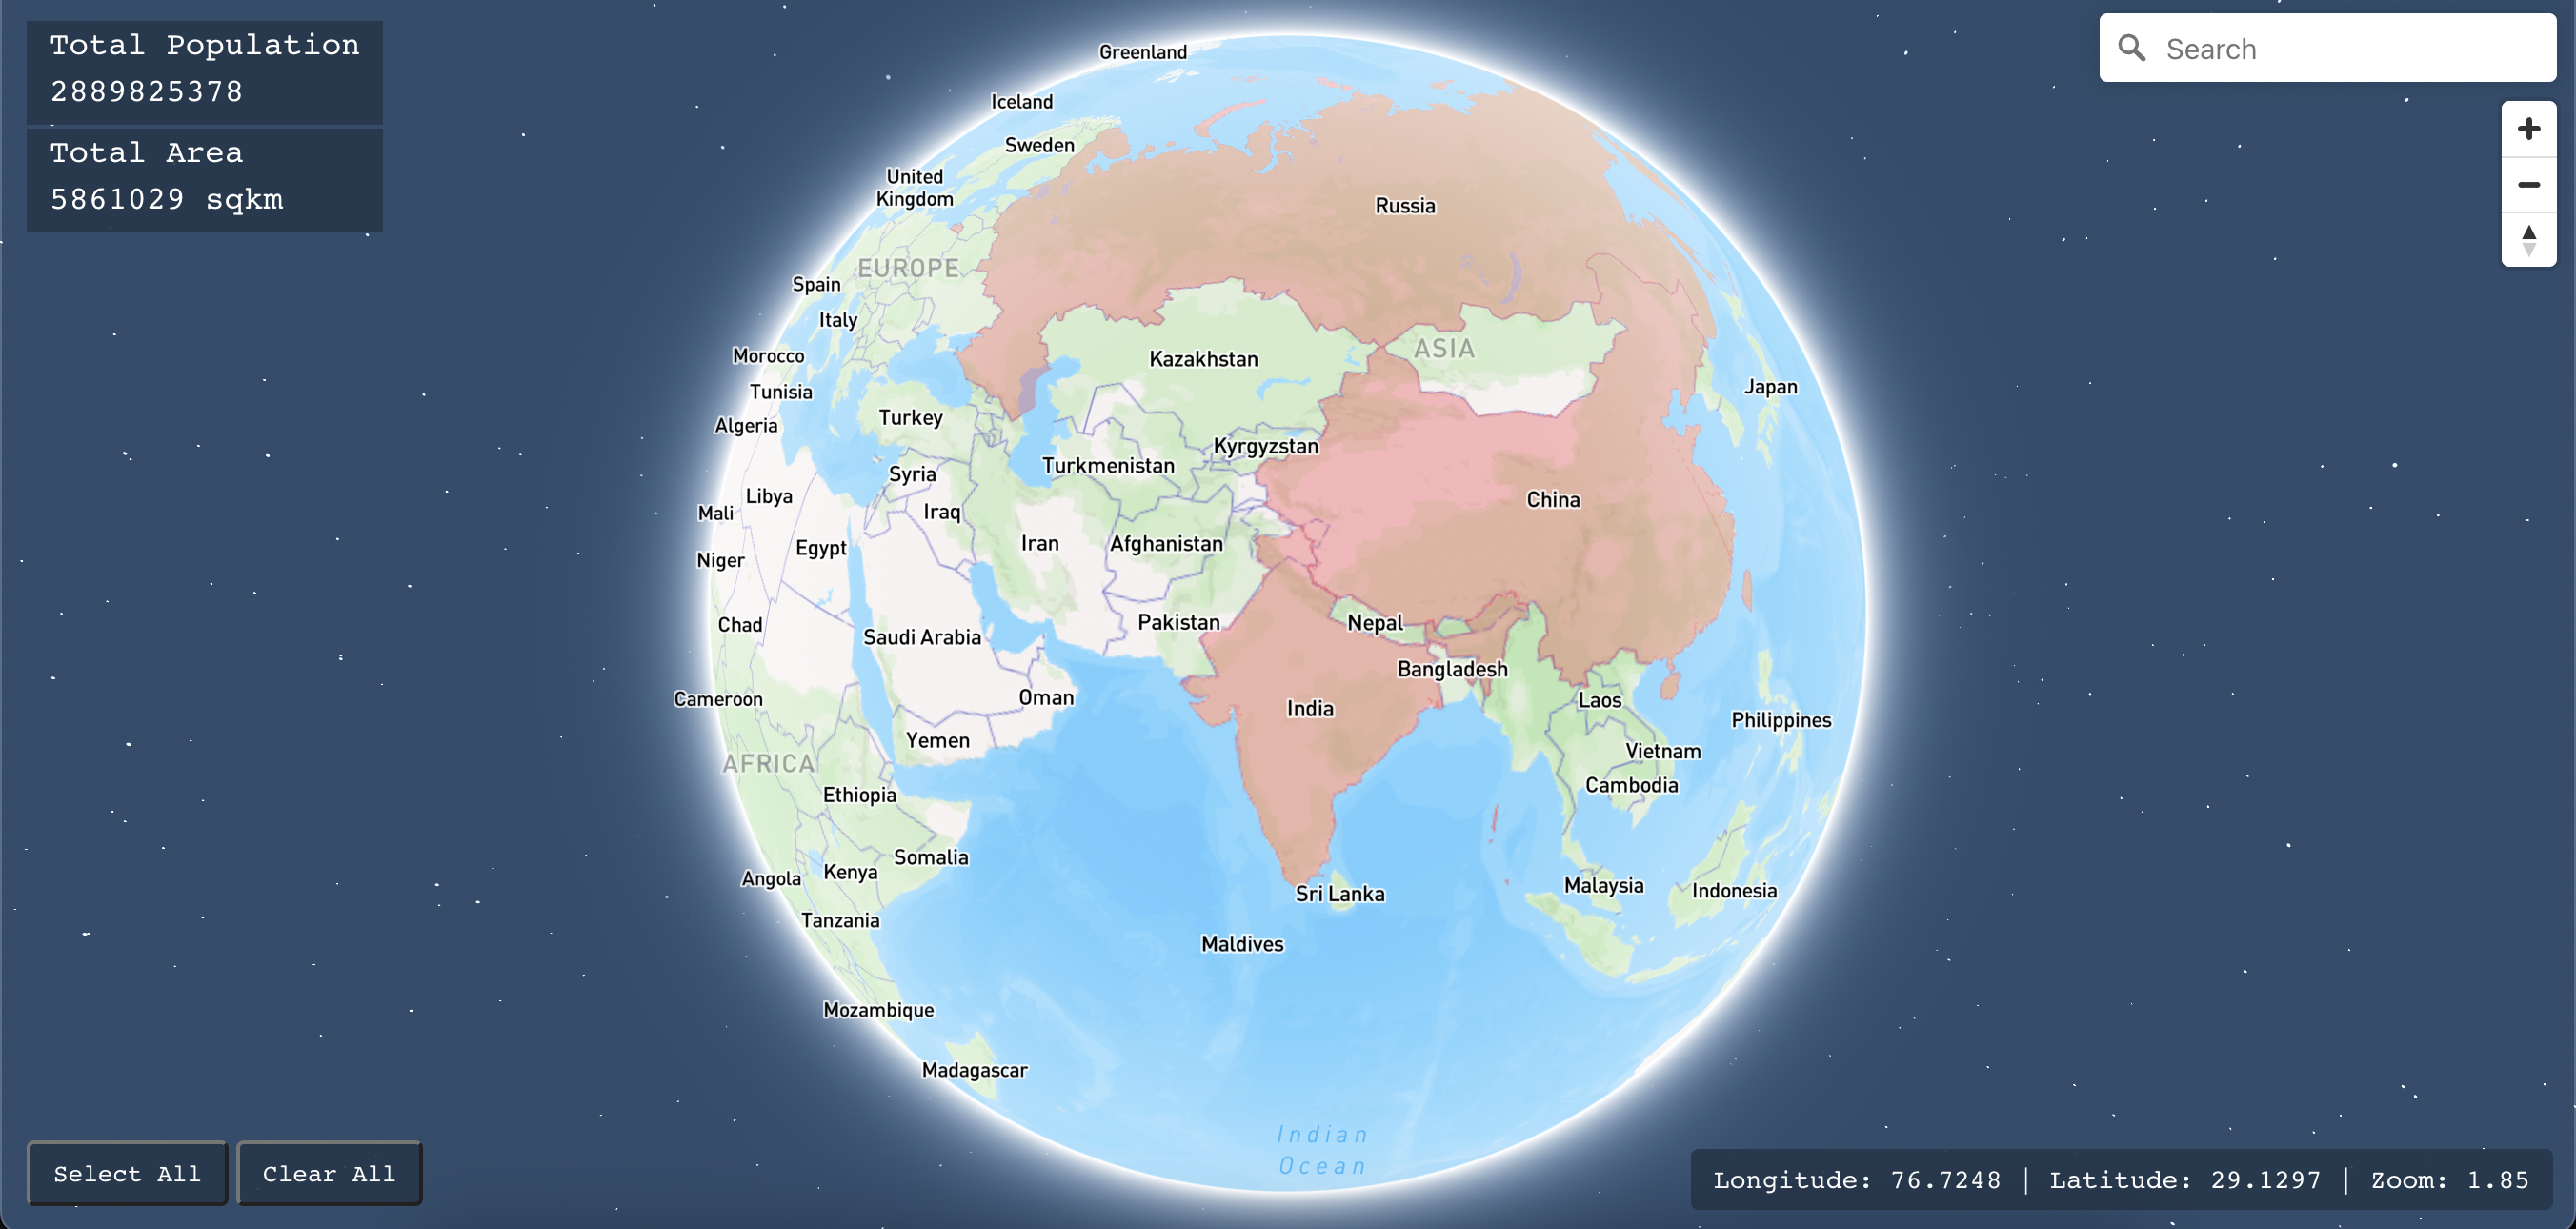 Total Population
2889825378
Total Area
5861029 sqkm
Search
Greenland
Iceland
Sweden
United
Kingdom
Russia
EUROPE
Spain
Italy
Morocco
Kazakhstan
ASIA
Tunisia
Japan
Algeria
Turkey
Kyrgyzstan
Turkmenistan
Syria
Libya
China
Mali
Iraq
Egypt
Iran
Afghanistan
Niger
Chad
Saudi Arabia
Pakistan
Nepal
Bangladesh
Cameroon
Oman
India
Laos
Philippines
Yemen
Vietnam
AFRICA
Cambodia
Ethiopia
Somalia
Kenya
Angola
Sri Lanka
Malaysia
Indonesia
Tanzania
Maldives
Mozambique
Madagascar
Indian
Ocean
Select All
Clear All
Longitude: 76.7248 | Latitude: 29.1297 | Zoom: 1.85